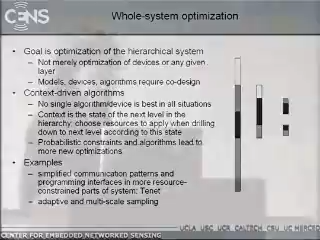 CENS
Whole-system optimization
• Goal is optimization of the hierarchical system
– Not merely optimization of devices or any given
layer
– Models, devices, algorithms require co-design
• Context-driven algorithms
– No single algorithm/device is best in all situations
– Context is the state of the next level in the
hierarchy: choose resources to apply when drilling
down to next level according to this state
– Probabilistic constraints and algorithms lead to
more new optimizations
• Examples
– simplified communication patterns and
programming interfaces in more resource-
constrained parts of system: Tenet
– adaptive and multi-scale sampling
UCLA USC UCR CALTECH CSU UC MERCED
CENTER FOR EMBEDDED NETWORKED SENSING